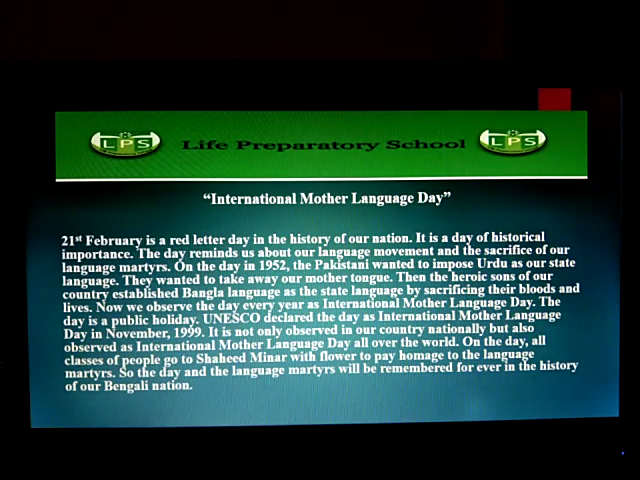 LPS Life Preparatory School LPS
“International Mother Language Day”
21st February is a red letter day in the history of our nation. It is a day of historical
importance. The day reminds us about our language movement and the sacrifice of our
language martyrs. On the day in 1952, the Pakistani wanted to impose Urdu as our state
language. They wanted to take away our mother tongue. Then the heroic sons of our
country established Bangla language as the state language by sacrificing their bloods and
lives. Now we observe the day every year as International Mother Language Day. The
day is a public holiday. UNESCO declared the day as International Mother Language
Day in November, 1999. It is not only observed in our country nationally but also
observed as International Mother Language Day all over the world. On the day, all
classes of people go to Shaheed Minar with flower to pay homage to the language
martyrs. So the day and the language martyrs will be remembered for ever in the history
of our Bengali nation.